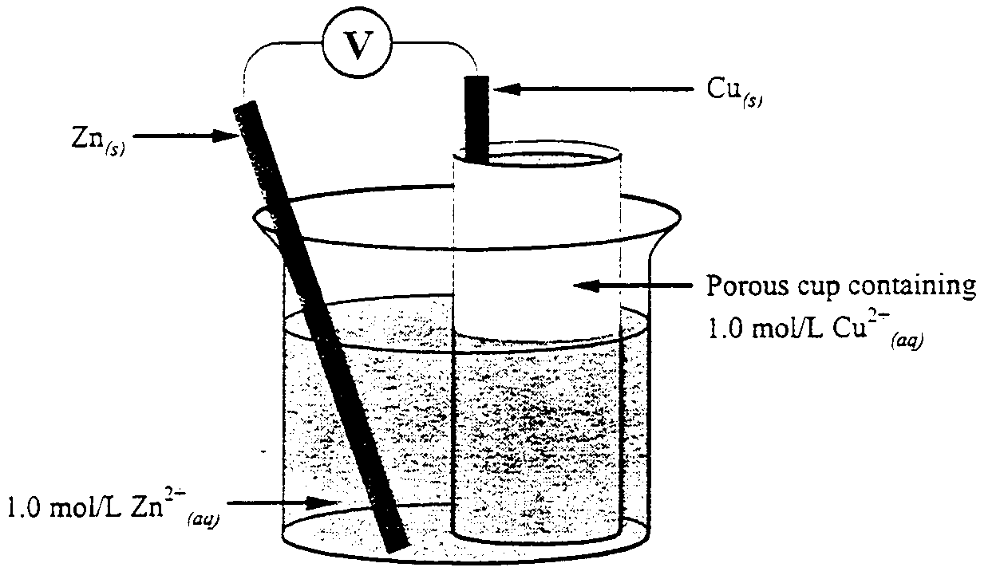 V
Cu(s)
Zn(s)
Porous cup containing
1.0 mol/L Cu²⁺(aq)
1.0 mol/L Zn²⁺(aq)